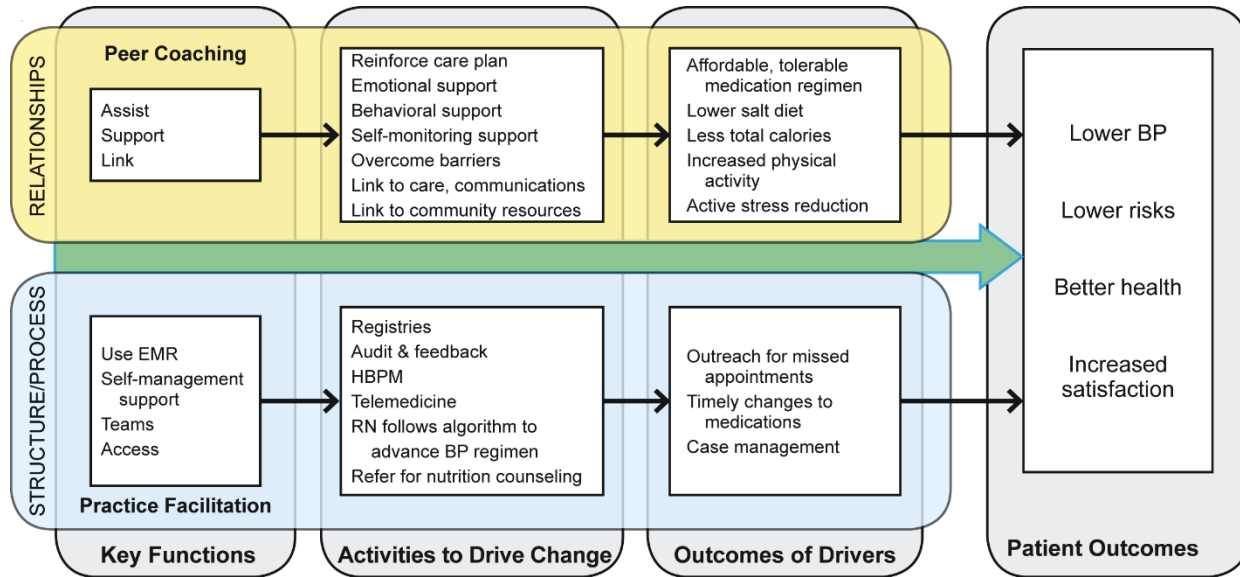 RELATIONSHIPS
Peer Coaching
Assist
Support
Link
Reinforce care plan
Emotional support
Behavioral support
Self-monitoring support
Overcome barriers
Link to care, communications
Link to community resources
Affordable, tolerable
medication regimen
Lower salt diet
Less total calories
Increased physical
activity
Active stress reduction
STRUCTURE/PROCESS
Use EMR
Self-management
support
Teams
Access
Practice Facilitation
Registries
Audit & feedback
HBPM
Telemedicine
RN follows algorithm to
advance BP regimen
Refer for nutrition counseling
Outreach for missed
appointments
Timely changes to
medications
Case management
Lower BP
Lower risks
Better health
Increased
satisfaction
Key Functions
Activities to Drive Change
Outcomes of Drivers
Patient Outcomes